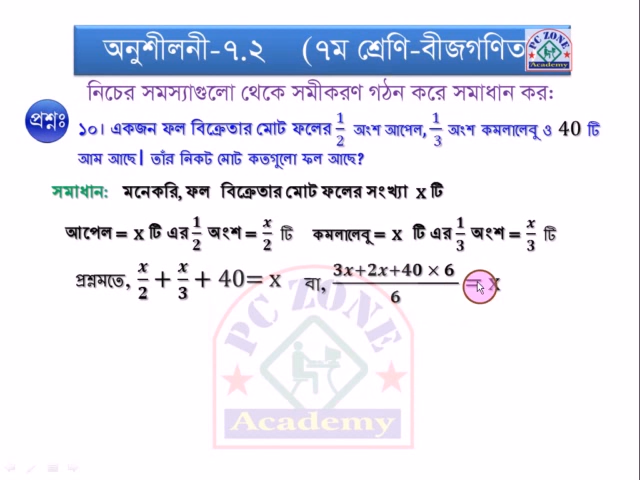 অনুশীলনী-৭.২ (৭ম শ্রেণি-বীজগণিত
PC ZONE
Academy
নিচের সমস্যাগুলো থেকে সমীকরণ গঠন করে সমাধান কর:
প্রশ্নঃ
১০। একজন ফল বিক্রেতার মোট ফলের 1/2 অংশ আপেল, 1/3 অংশ কমলালেবু ও 40 টি
আম আছে। তাঁর নিকট মোট কতগুলো ফল আছে?
সমাধান: মনেকরি, ফল বিক্রেতার মোট ফলের সংখ্যা x টি
আপেল = x টি এর 1/2 অংশ = x/2 টি কমলালেবু = x টি এর 1/3 অংশ = x/3 টি
প্রশ্নমতে, x/2 + x/3 + 40 = x বা, (3x+2x+40 × 6)/6 = x
PC ZONE
Academy